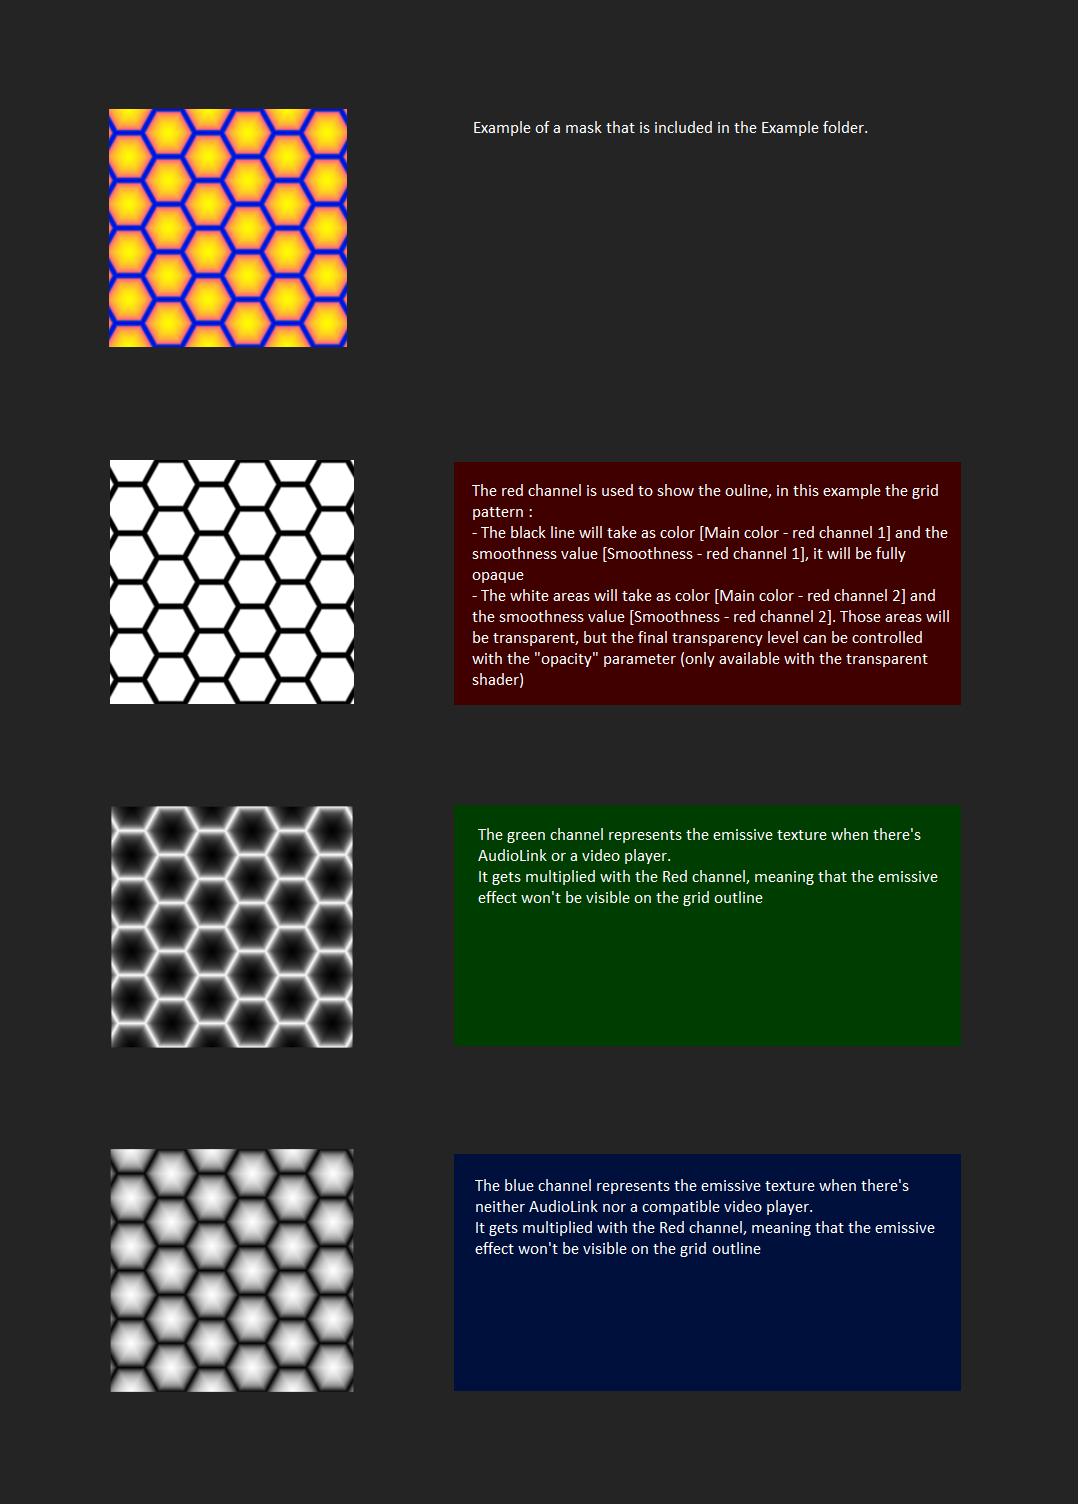 Example of a mask that is included in the Example folder.
The red channel is used to show the ouline, in this example the grid
pattern :
- The black line will take as color [Main color - red channel 1] and the
smoothness value [Smoothness - red channel 1], it will be fully
opaque
- The white areas will take as color [Main color - red channel 2] and
the smoothness value [Smoothness - red channel 2]. Those areas will
be transparent, but the final transparency level can be controlled
with the "opacity" parameter (only available with the transparent
shader)
The green channel represents the emissive texture when there's
AudioLink or a video player.
It gets multiplied with the Red channel, meaning that the emissive
effect won't be visible on the grid outline
The blue channel represents the emissive texture when there's
neither AudioLink nor a compatible video player.
It gets multiplied with the Red channel, meaning that the emissive
effect won't be visible on the grid outline